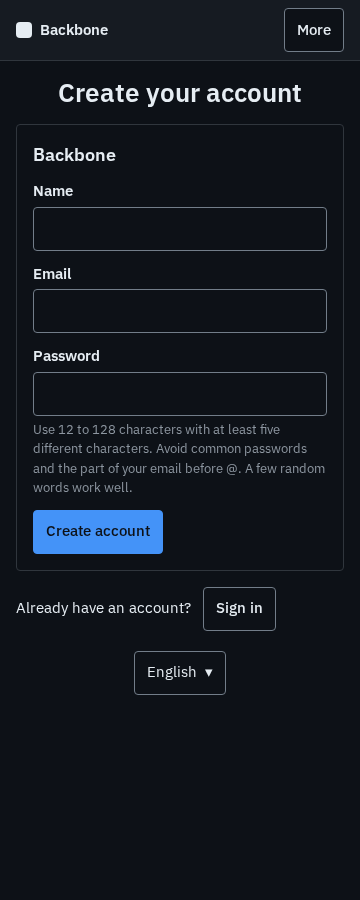 Backbone
More
Create your account
Backbone
Name
Email
Password
Use 12 to 128 characters with at least five
different characters. Avoid common passwords
and the part of your email before @. A few random
words work well.
Create account
Already have an account?
Sign in
English ▾